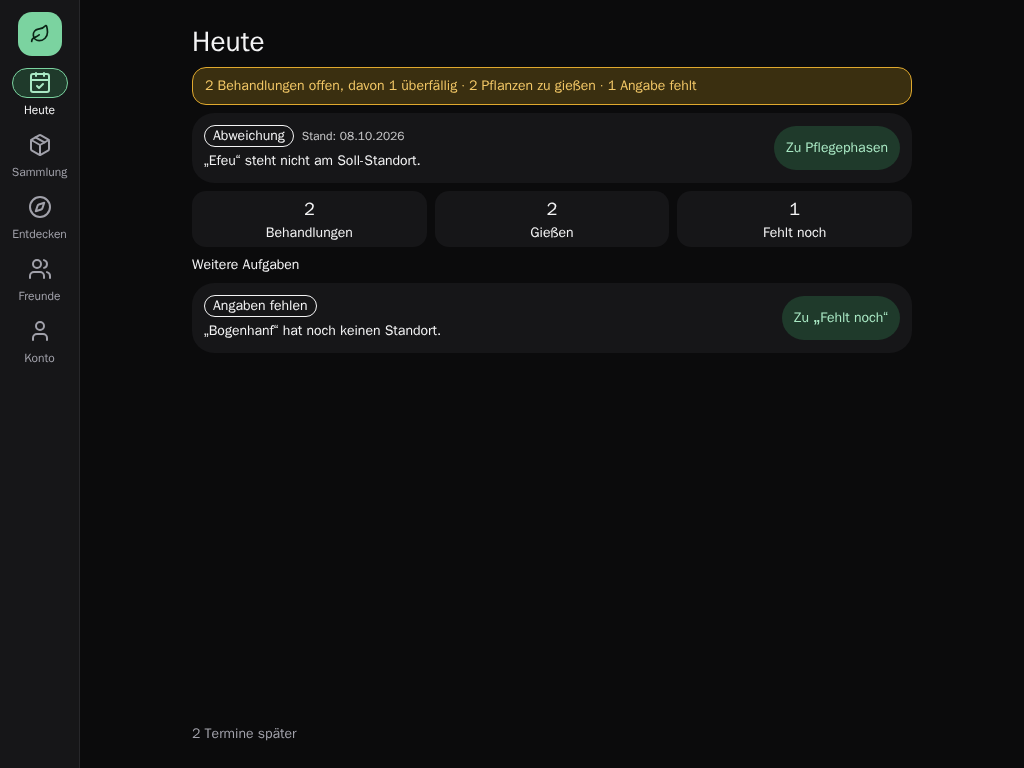 Heute
Heute
Sammlung
Entdecken
Freunde
Konto
2 Behandlungen offen, davon 1 überfällig · 2 Pflanzen zu gießen · 1 Angabe fehlt
Abweichung Stand: 08.10.2026
„Efeu“ steht nicht am Soll-Standort.
Zu Pflegephasen
2
Behandlungen
2
Gießen
1
Fehlt noch
Weitere Aufgaben
Angaben fehlen
„Bogenhanf“ hat noch keinen Standort.
Zu „Fehlt noch“
2 Termine später